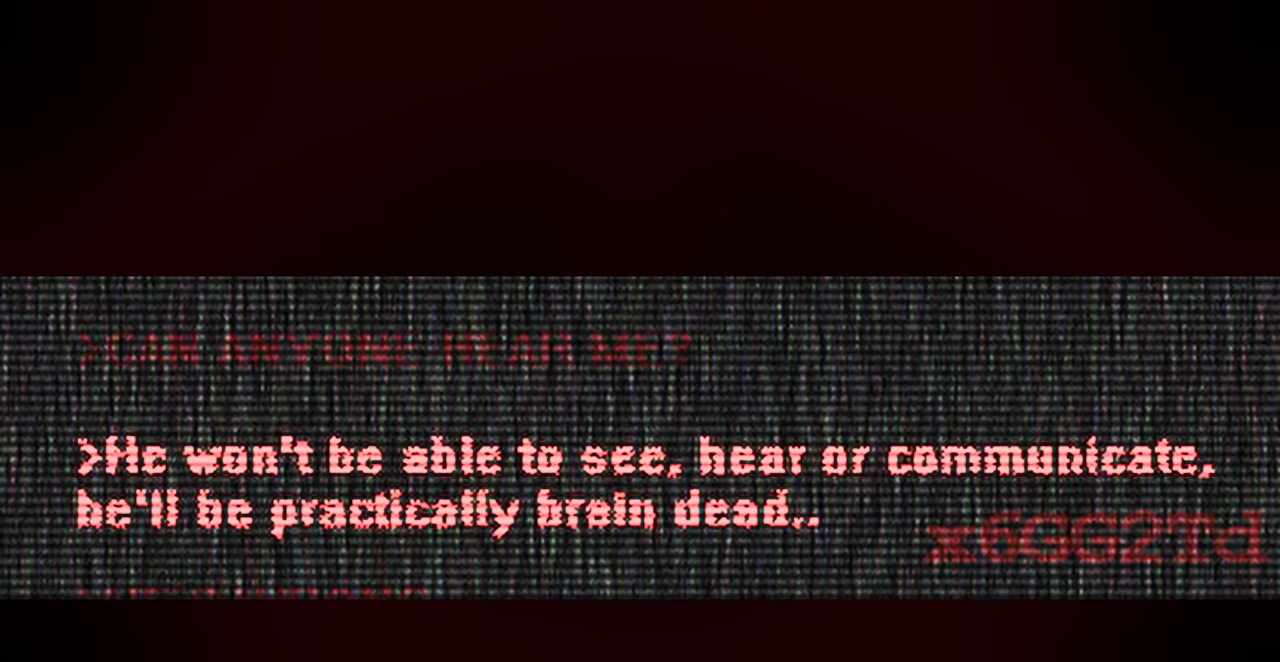 >CAN ANYONE HEAR ME?
>He won't be able to see, hear or communicate,
he'll be practically brain dead..
x6GG2Td